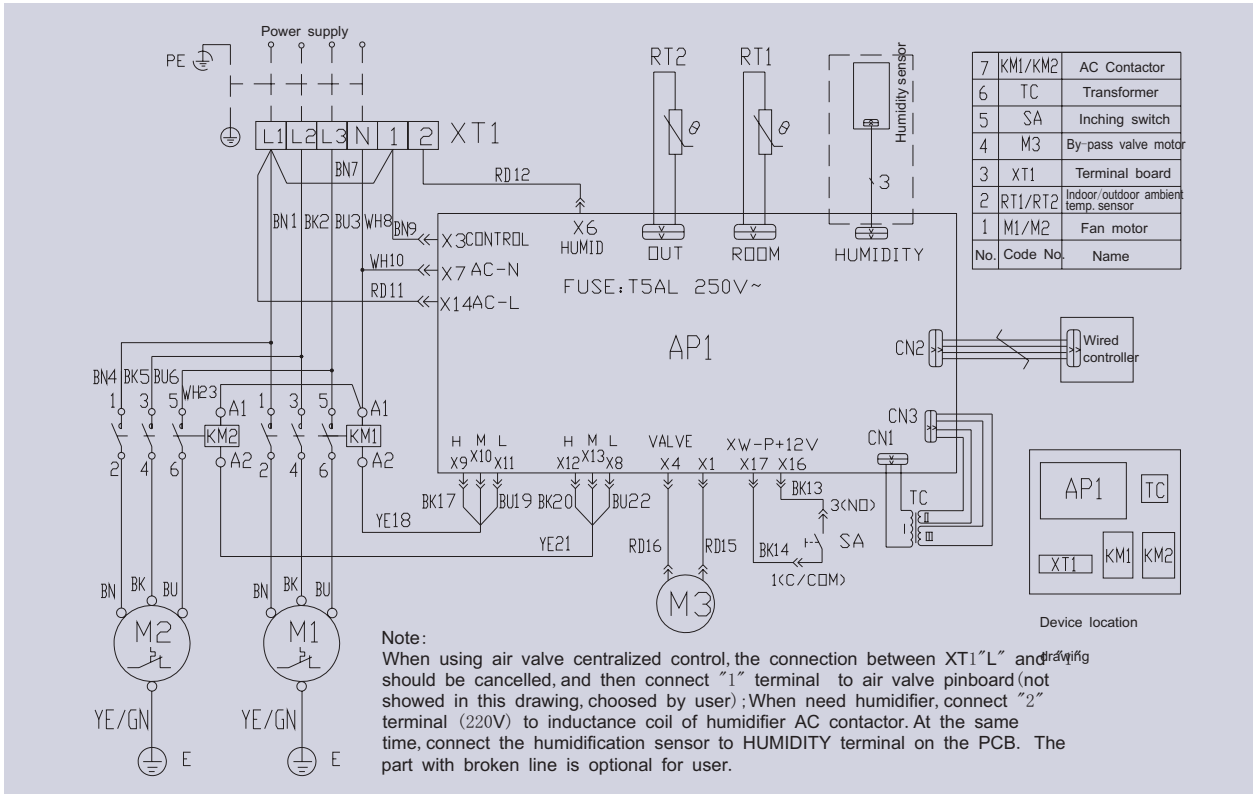 Power supply
PE
L1 L2 L3 N 1 2 XT1
BN7
RD12
BN1 BK2 BU3 WH8 BN9
RT2
RT1
θ
θ
Humidity sensor
3
X3 CONTROL
X6
HUMID
OUT
ROOM
HUMIDITY
WH10
X7 AC-N
RD11
X14 AC-L
FUSE:T5AL 250V~
AP1
7 KM1/KM2 AC Contactor
6 TC Transformer
5 SA Inching switch
4 M3 By-pass valve motor
3 XT1 Terminal board
2 RT1/RT2 Indoor/outdoor ambient
temp. sensor
1 M1/M2 Fan motor
No. Code No. Name
CN2
Wired
controller
BN4 BK5 BU6
WH23
1 3 5 A1 1 3 5 A1
KM2 KM1
2 4 6 A2 2 4 6 A2
H M L
X9 X10 X11
H M L
X12 X13 X8
VALVE
X4 X1
XW-P+12V
X17 X16
CN1
CN3
BK17 BU19
YE18
BK20 BU22
YE21
RD16 RD15
M3
BK13
3(NO)
SA
BK14
1(C/COM)
TC
I
II
III
AP1 TC
XT1 KM1 KM2
Device location
drawing
BN BK BU
M2
YE/GN
E
BN BK BU
M1
YE/GN
E
Note:
When using air valve centralized control, the connection between XT1"L" and "1"
should be cancelled, and then connect "1" terminal to air valve pinboard (not
showed in this drawing, choosed by user); When need humidifier, connect "2"
terminal (220V) to inductance coil of humidifier AC contactor. At the same
time, connect the humidification sensor to HUMIDITY terminal on the PCB. The
part with broken line is optional for user.